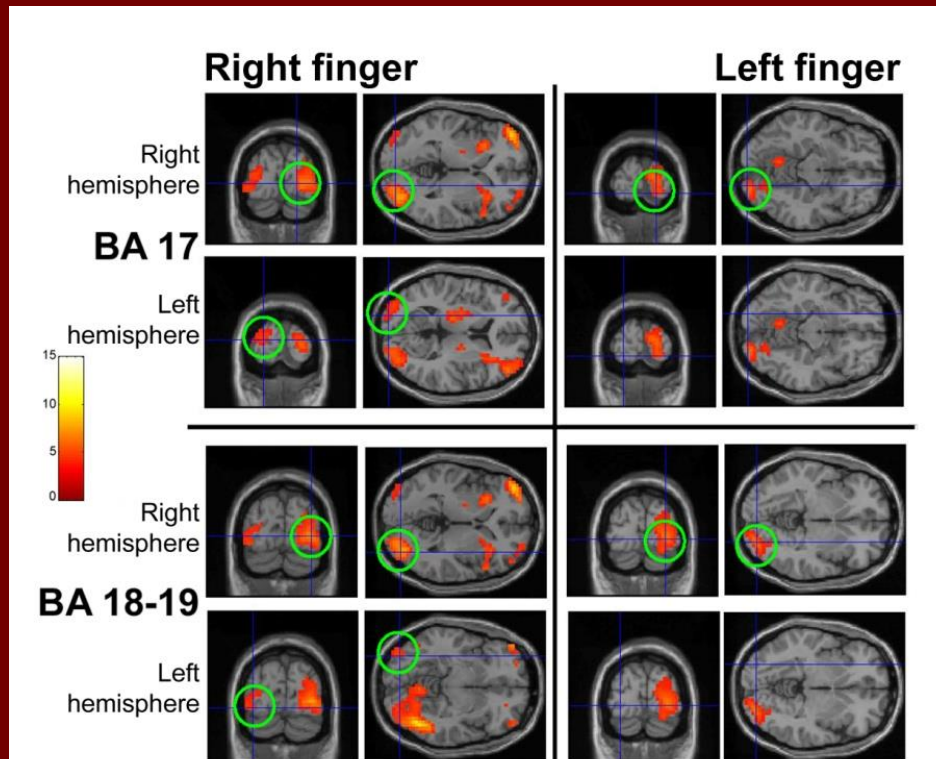 Right finger
Left finger
Right
hemisphere
BA 17
Left
hemisphere
15
10
5
0
Right
hemisphere
BA 18-19
Left
hemisphere